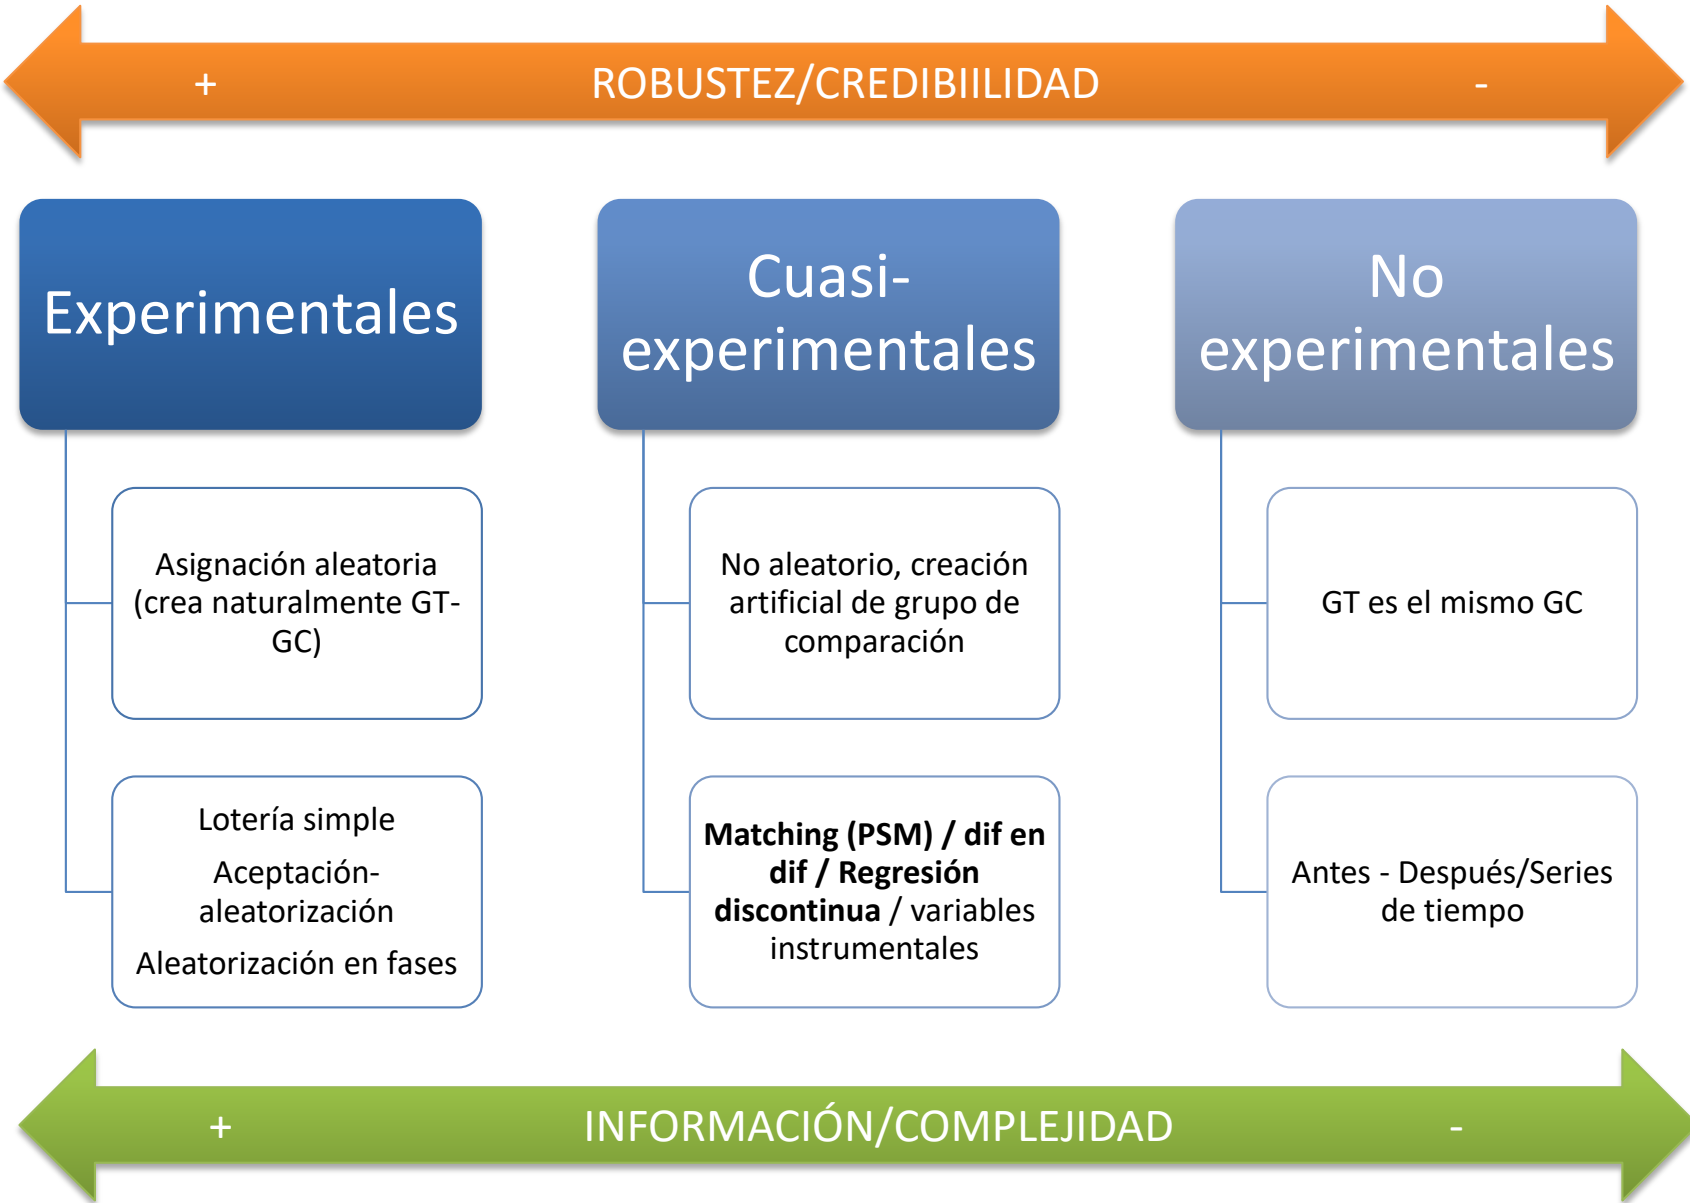 + ROBUSTEZ/CREDIBIILIDAD -
Experimentales
Asignación aleatoria
(crea naturalmente GT-
GC)
Lotería simple
Aceptación-
aleatorización
Aleatorización en fases
Cuasi-
experimentales
No aleatorio, creación
artificial de grupo de
comparación
Matching (PSM) / dif en
dif / Regresión
discontinua / variables
instrumentales
No
experimentales
GT es el mismo GC
Antes - Después/Series
de tiempo
+ INFORMACIÓN/COMPLEJIDAD -